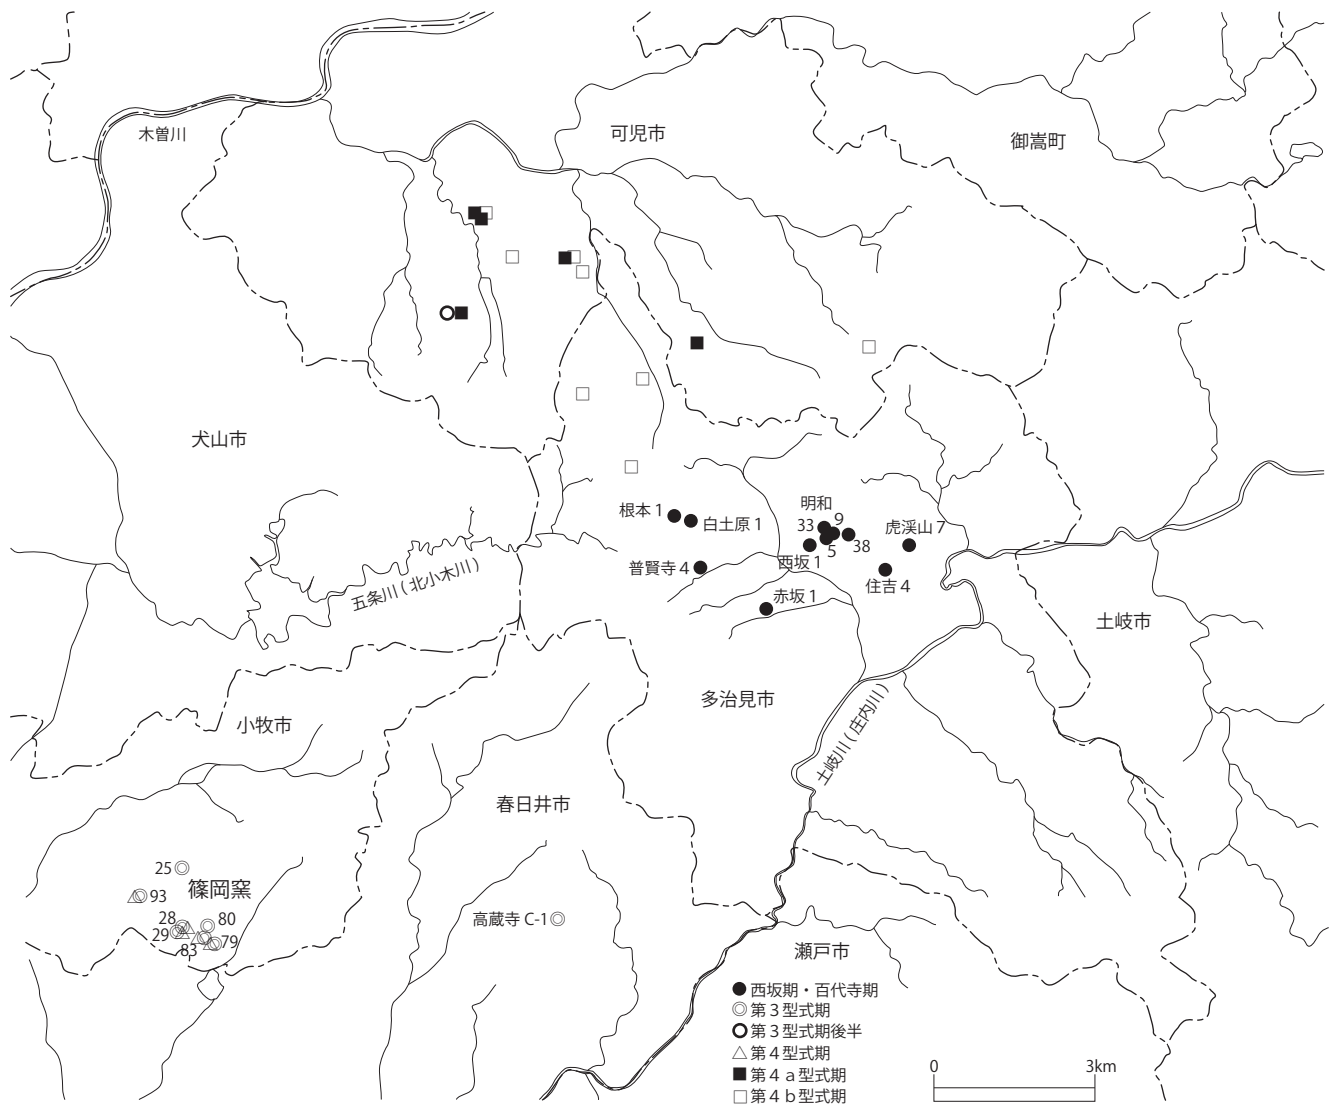 木曽川
可児市
御嵩町
犬山市
根本 1
白土原 1
明和
33
9
5
38
西坂 1
虎渓山 7
住吉 4
普賢寺 4
赤坂 1
五条川 ( 北小木川 )
土岐市
多治見市
小牧市
土岐川 ( 庄内川 )
春日井市
25
篠岡窯
93
28
80
29
79
83
高蔵寺 C-1
瀬戸市
西坂期・百代寺期
第３型式期
第３型式期後半
第４型式期
第４ａ型式期
第４ｂ型式期
0 3km